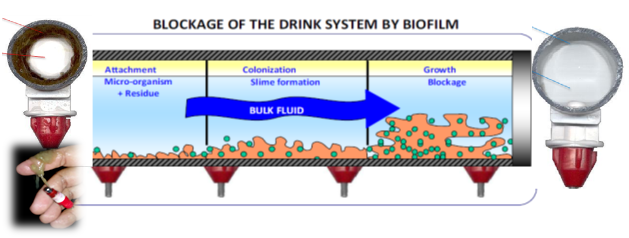 BLOCKAGE OF THE DRINK SYSTEM BY BIOFILM
Attachment
Micro-organism
+ Residue
Colonization
Slime formation
Growth
Blockage
BULK FLUID